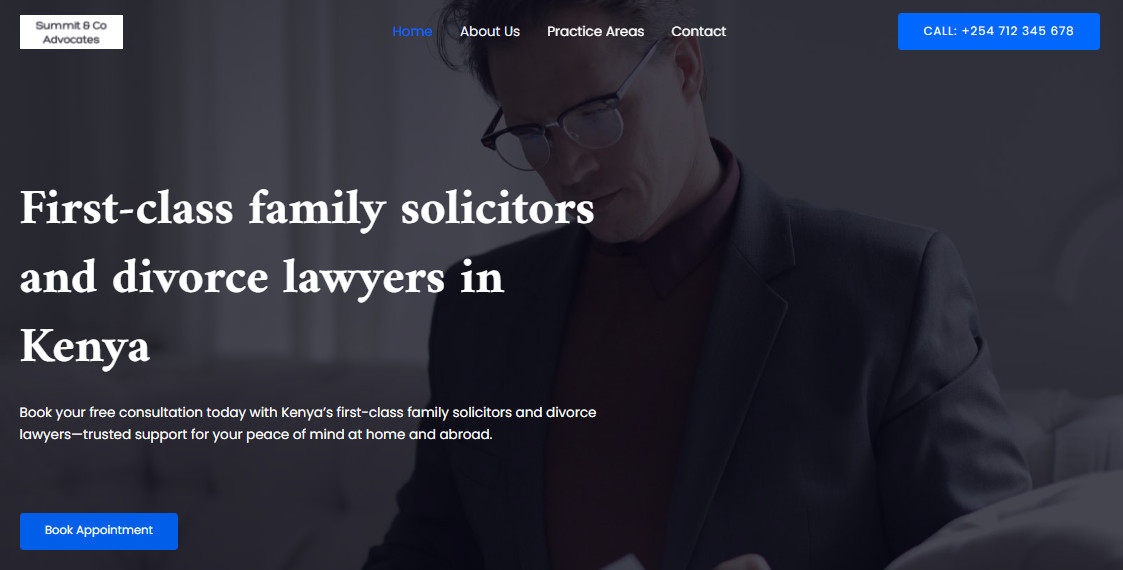 Summit & Co
Advocates
Home
About Us
Practice Areas
Contact
CALL: +254 712 345 678
First-class family solicitors
and divorce lawyers in
Kenya
Book your free consultation today with Kenya’s first-class family solicitors and divorce
lawyers—trusted support for your peace of mind at home and abroad.
Book Appointment